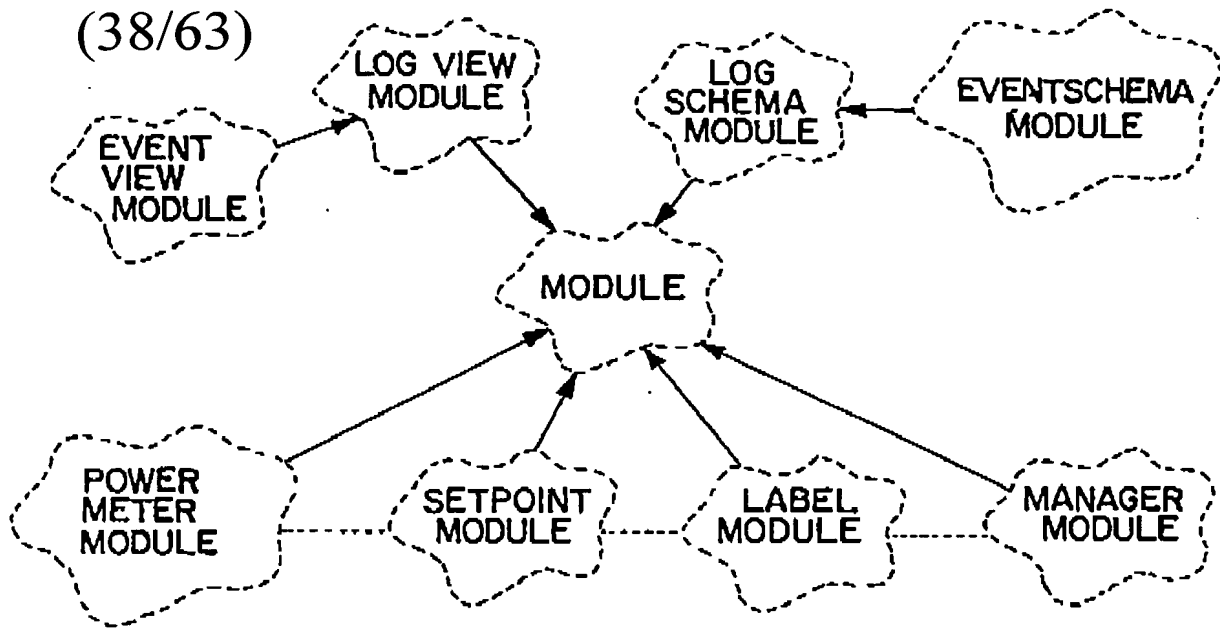 (38/63)
LOG VIEW
MODULE
LOG
SCHEMA
MODULE
EVENTSCHEMA
MODULE
EVENT
VIEW
MODULE
MODULE
POWER
METER
MODULE
SETPOINT
MODULE
LABEL
MODULE
MANAGER
MODULE